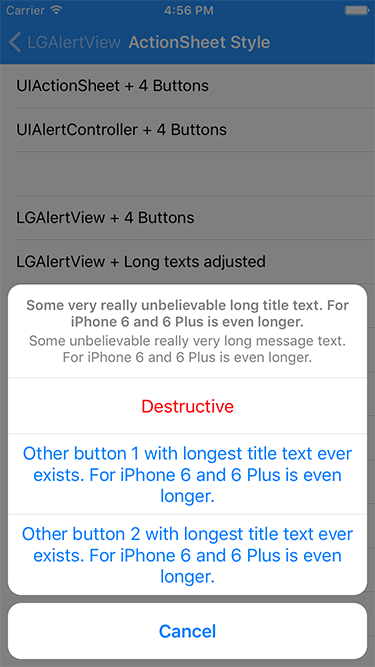 Carrier 4:56 PM
LGAlertView ActionSheet Style
UIActionSheet + 4 Buttons
UIAlertController + 4 Buttons
LGAlertView + 4 Buttons
LGAlertView + Long texts adjusted
Some very really unbelievable long title text. For
iPhone 6 and 6 Plus is even longer.
Some unbelievable really very long message text.
For iPhone 6 and 6 Plus is even longer.
Destructive
Other button 1 with longest title text ever
exists. For iPhone 6 and 6 Plus is even
longer.
Other button 2 with longest title text ever
exists. For iPhone 6 and 6 Plus is even
longer.
Cancel